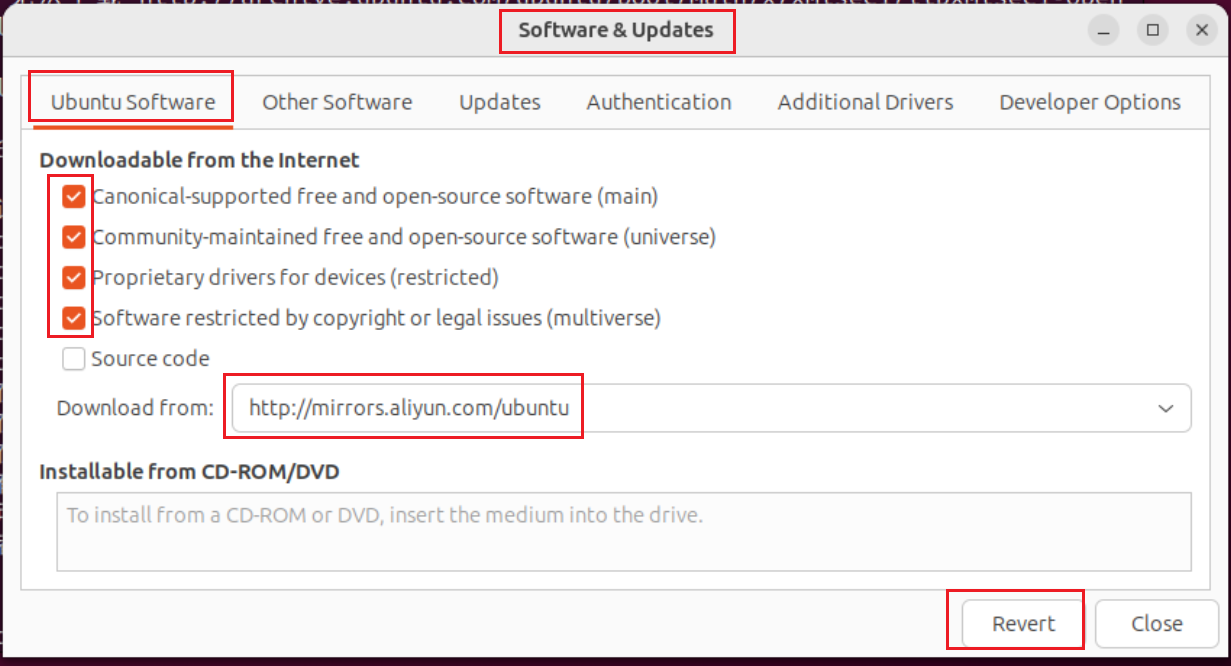 Software & Updates
Ubuntu Software Other Software Updates Authentication Additional Drivers Developer Options
Downloadable from the Internet
Canonical-supported free and open-source software (main)
Community-maintained free and open-source software (universe)
Proprietary drivers for devices (restricted)
Software restricted by copyright or legal issues (multiverse)
Source code
Download from: http://mirrors.aliyun.com/ubuntu
Installable from CD-ROM/DVD
To install from a CD-ROM or DVD, insert the medium into the drive.
Revert Close